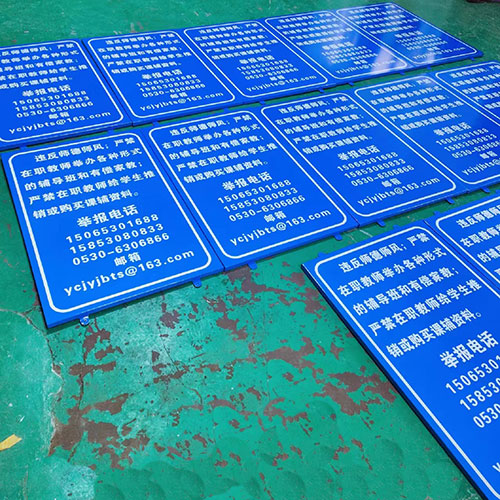 违反师德师风，严禁
在职教师举办各种形式
的辅导班和有偿家教；
严禁在职教师给学生推
销或购买课辅资料。
举报电话
15065301688
15853080833
0530-6306866
邮箱
ycjyjbts@163.com